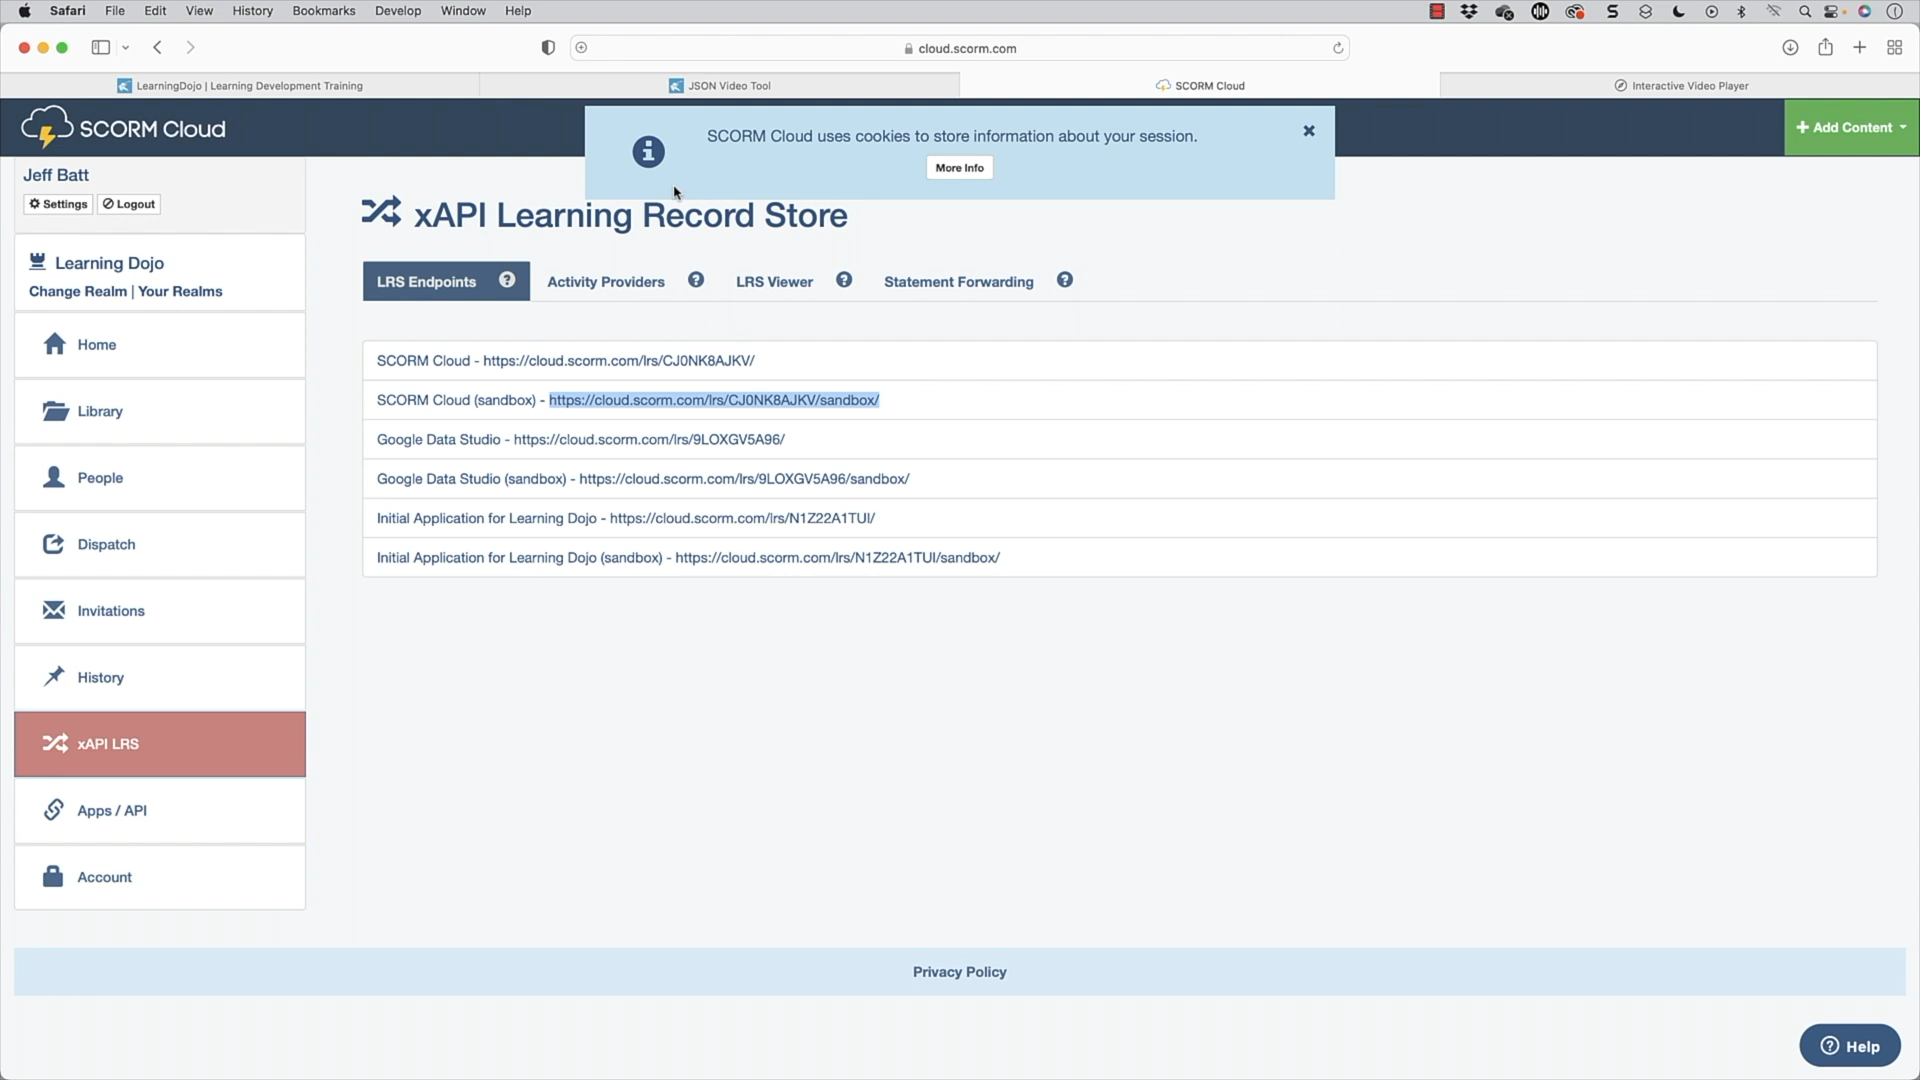 Safari File Edit View History Bookmarks Develop Window Help
cloud.scorm.com
LearningDojo | Learning Development Training
JSON Video Tool
SCORM Cloud
Interactive Video Player
SCORM Cloud
SCORM Cloud uses cookies to store information about your session.
More Info
Add Content
Jeff Batt
Settings Logout
xAPI Learning Record Store
Learning Dojo
Change Realm | Your Realms
LRS Endpoints Activity Providers LRS Viewer Statement Forwarding
Home
Library
People
Dispatch
Invitations
History
xAPI LRS
Apps / API
Account
SCORM Cloud - https://cloud.scorm.com/lrs/CJ0NK8AJKV/
SCORM Cloud (sandbox) - https://cloud.scorm.com/lrs/CJ0NK8AJKV/sandbox/
Google Data Studio - https://cloud.scorm.com/lrs/9LOXGV5A96/
Google Data Studio (sandbox) - https://cloud.scorm.com/lrs/9LOXGV5A96/sandbox/
Initial Application for Learning Dojo - https://cloud.scorm.com/lrs/N1Z22A1TUI/
Initial Application for Learning Dojo (sandbox) - https://cloud.scorm.com/lrs/N1Z22A1TUI/sandbox/
Privacy Policy
Help